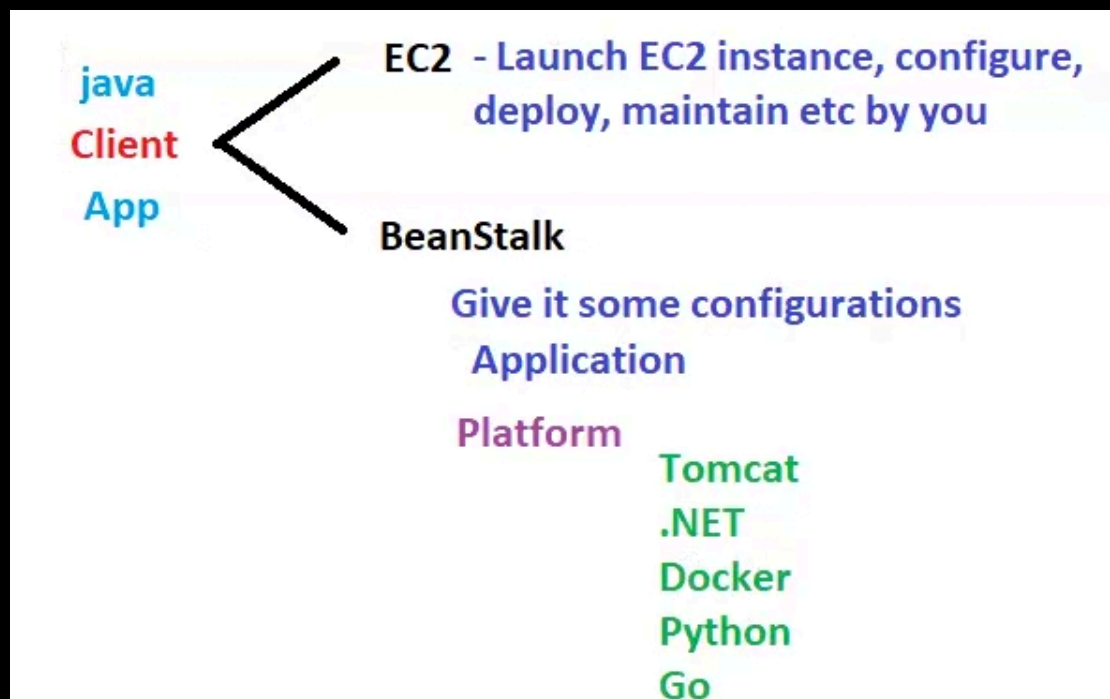 java
Client
App
EC2 - Launch EC2 instance, configure,
deploy, maintain etc by you
BeanStalk
Give it some configurations
Application
Platform
Tomcat
.NET
Docker
Python
Go